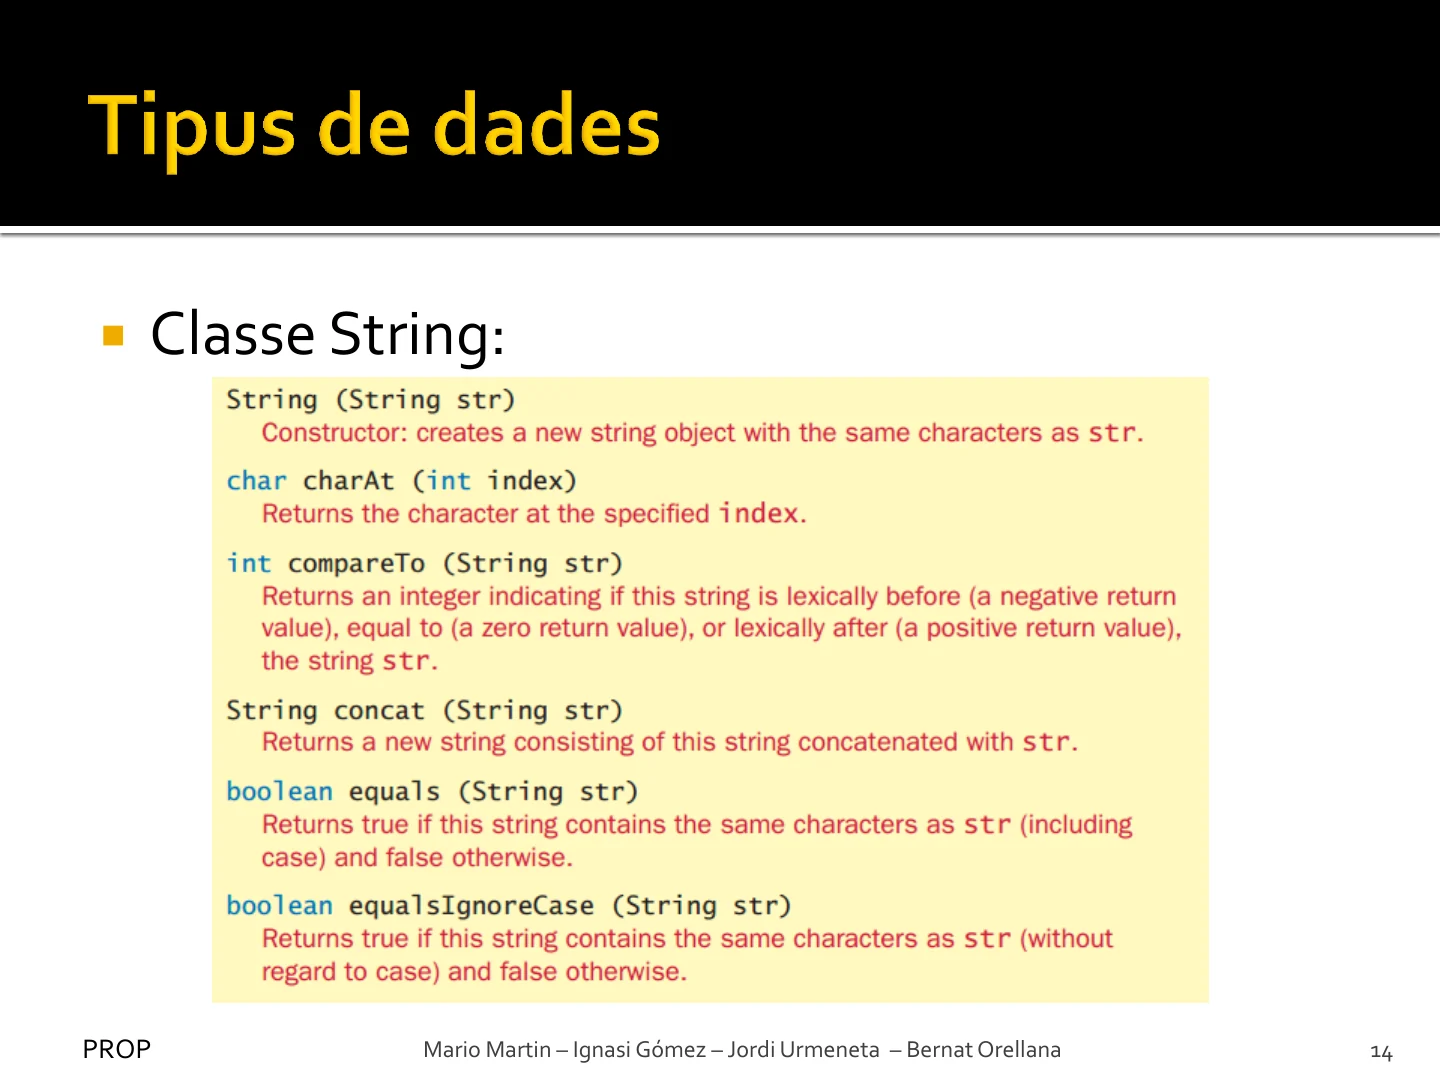 Tipus de dades
Classe String:
String (String str)
Constructor: creates a new string object with the same characters as str.
char charAt (int index)
Returns the character at the specified index.
int compareTo (String str)
Returns an integer indicating if this string is lexically before (a negative return
value), equal to (a zero return value), or lexically after (a positive return value),
the string str.
String concat (String str)
Returns a new string consisting of this string concatenated with str.
boolean equals (String str)
Returns true if this string contains the same characters as str (including
case) and false otherwise.
boolean equalsIgnoreCase (String str)
Returns true if this string contains the same characters as str (without
regard to case) and false otherwise.
PROP
Mario Martin – Ignasi Gómez – Jordi Urmeneta – Bernat Orellana
14